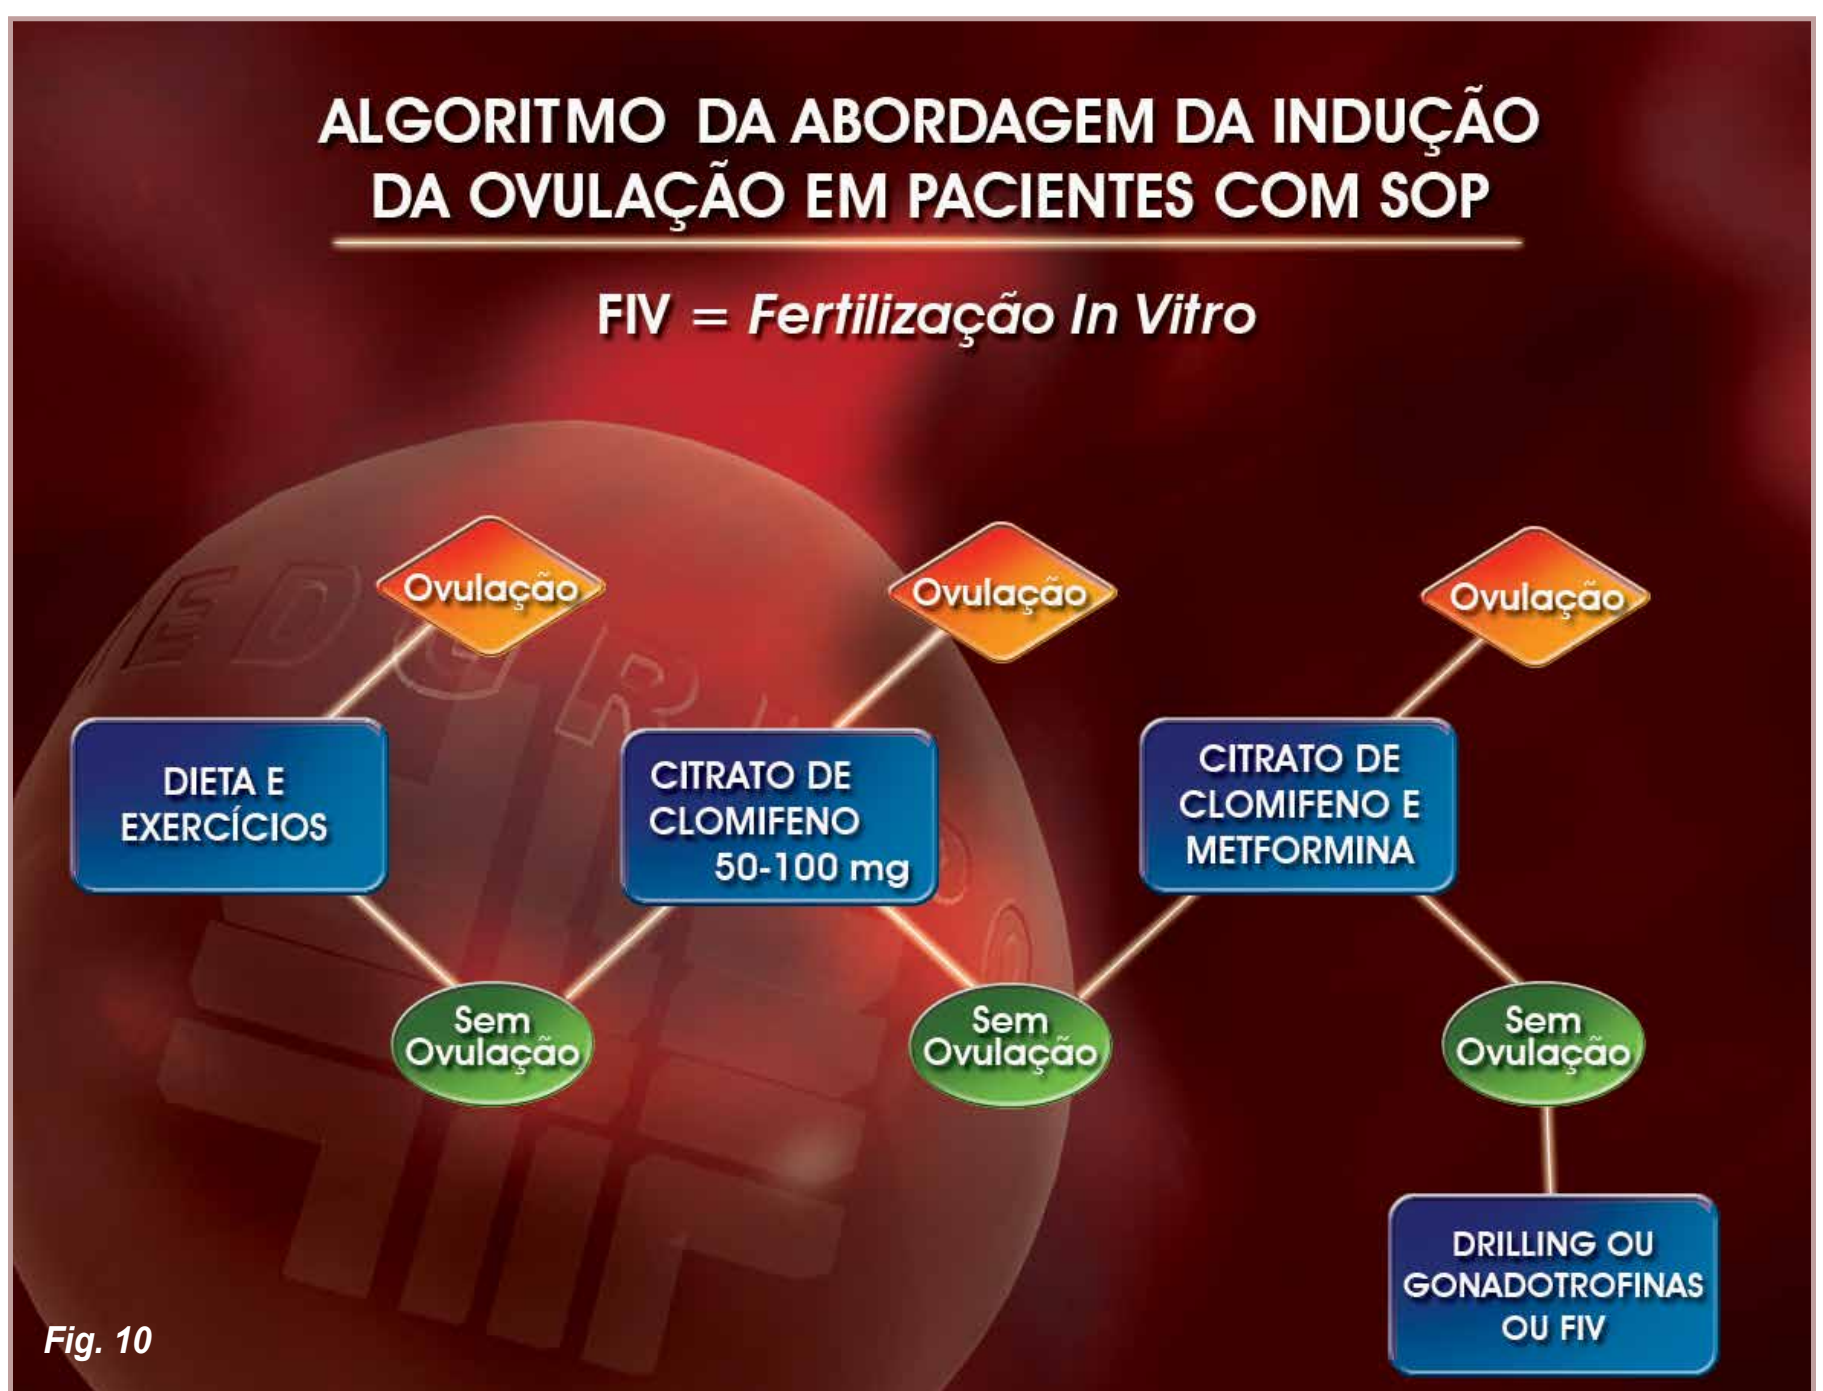 ALGORITMO DA ABORDAGEM DA INDUÇÃO
DA OVULAÇÃO EM PACIENTES COM SOP
FIV = Fertilização In Vitro
Ovulação
Ovulação
Ovulação
DIETA E
EXERCÍCIOS
CITRATO DE
CLOMIFENO
50-100 mg
CITRATO DE
CLOMIFENO E
METFORMINA
Sem
Ovulação
Sem
Ovulação
Sem
Ovulação
DRILLING OU
GONADOTROFINAS
OU FIV
Fig. 10